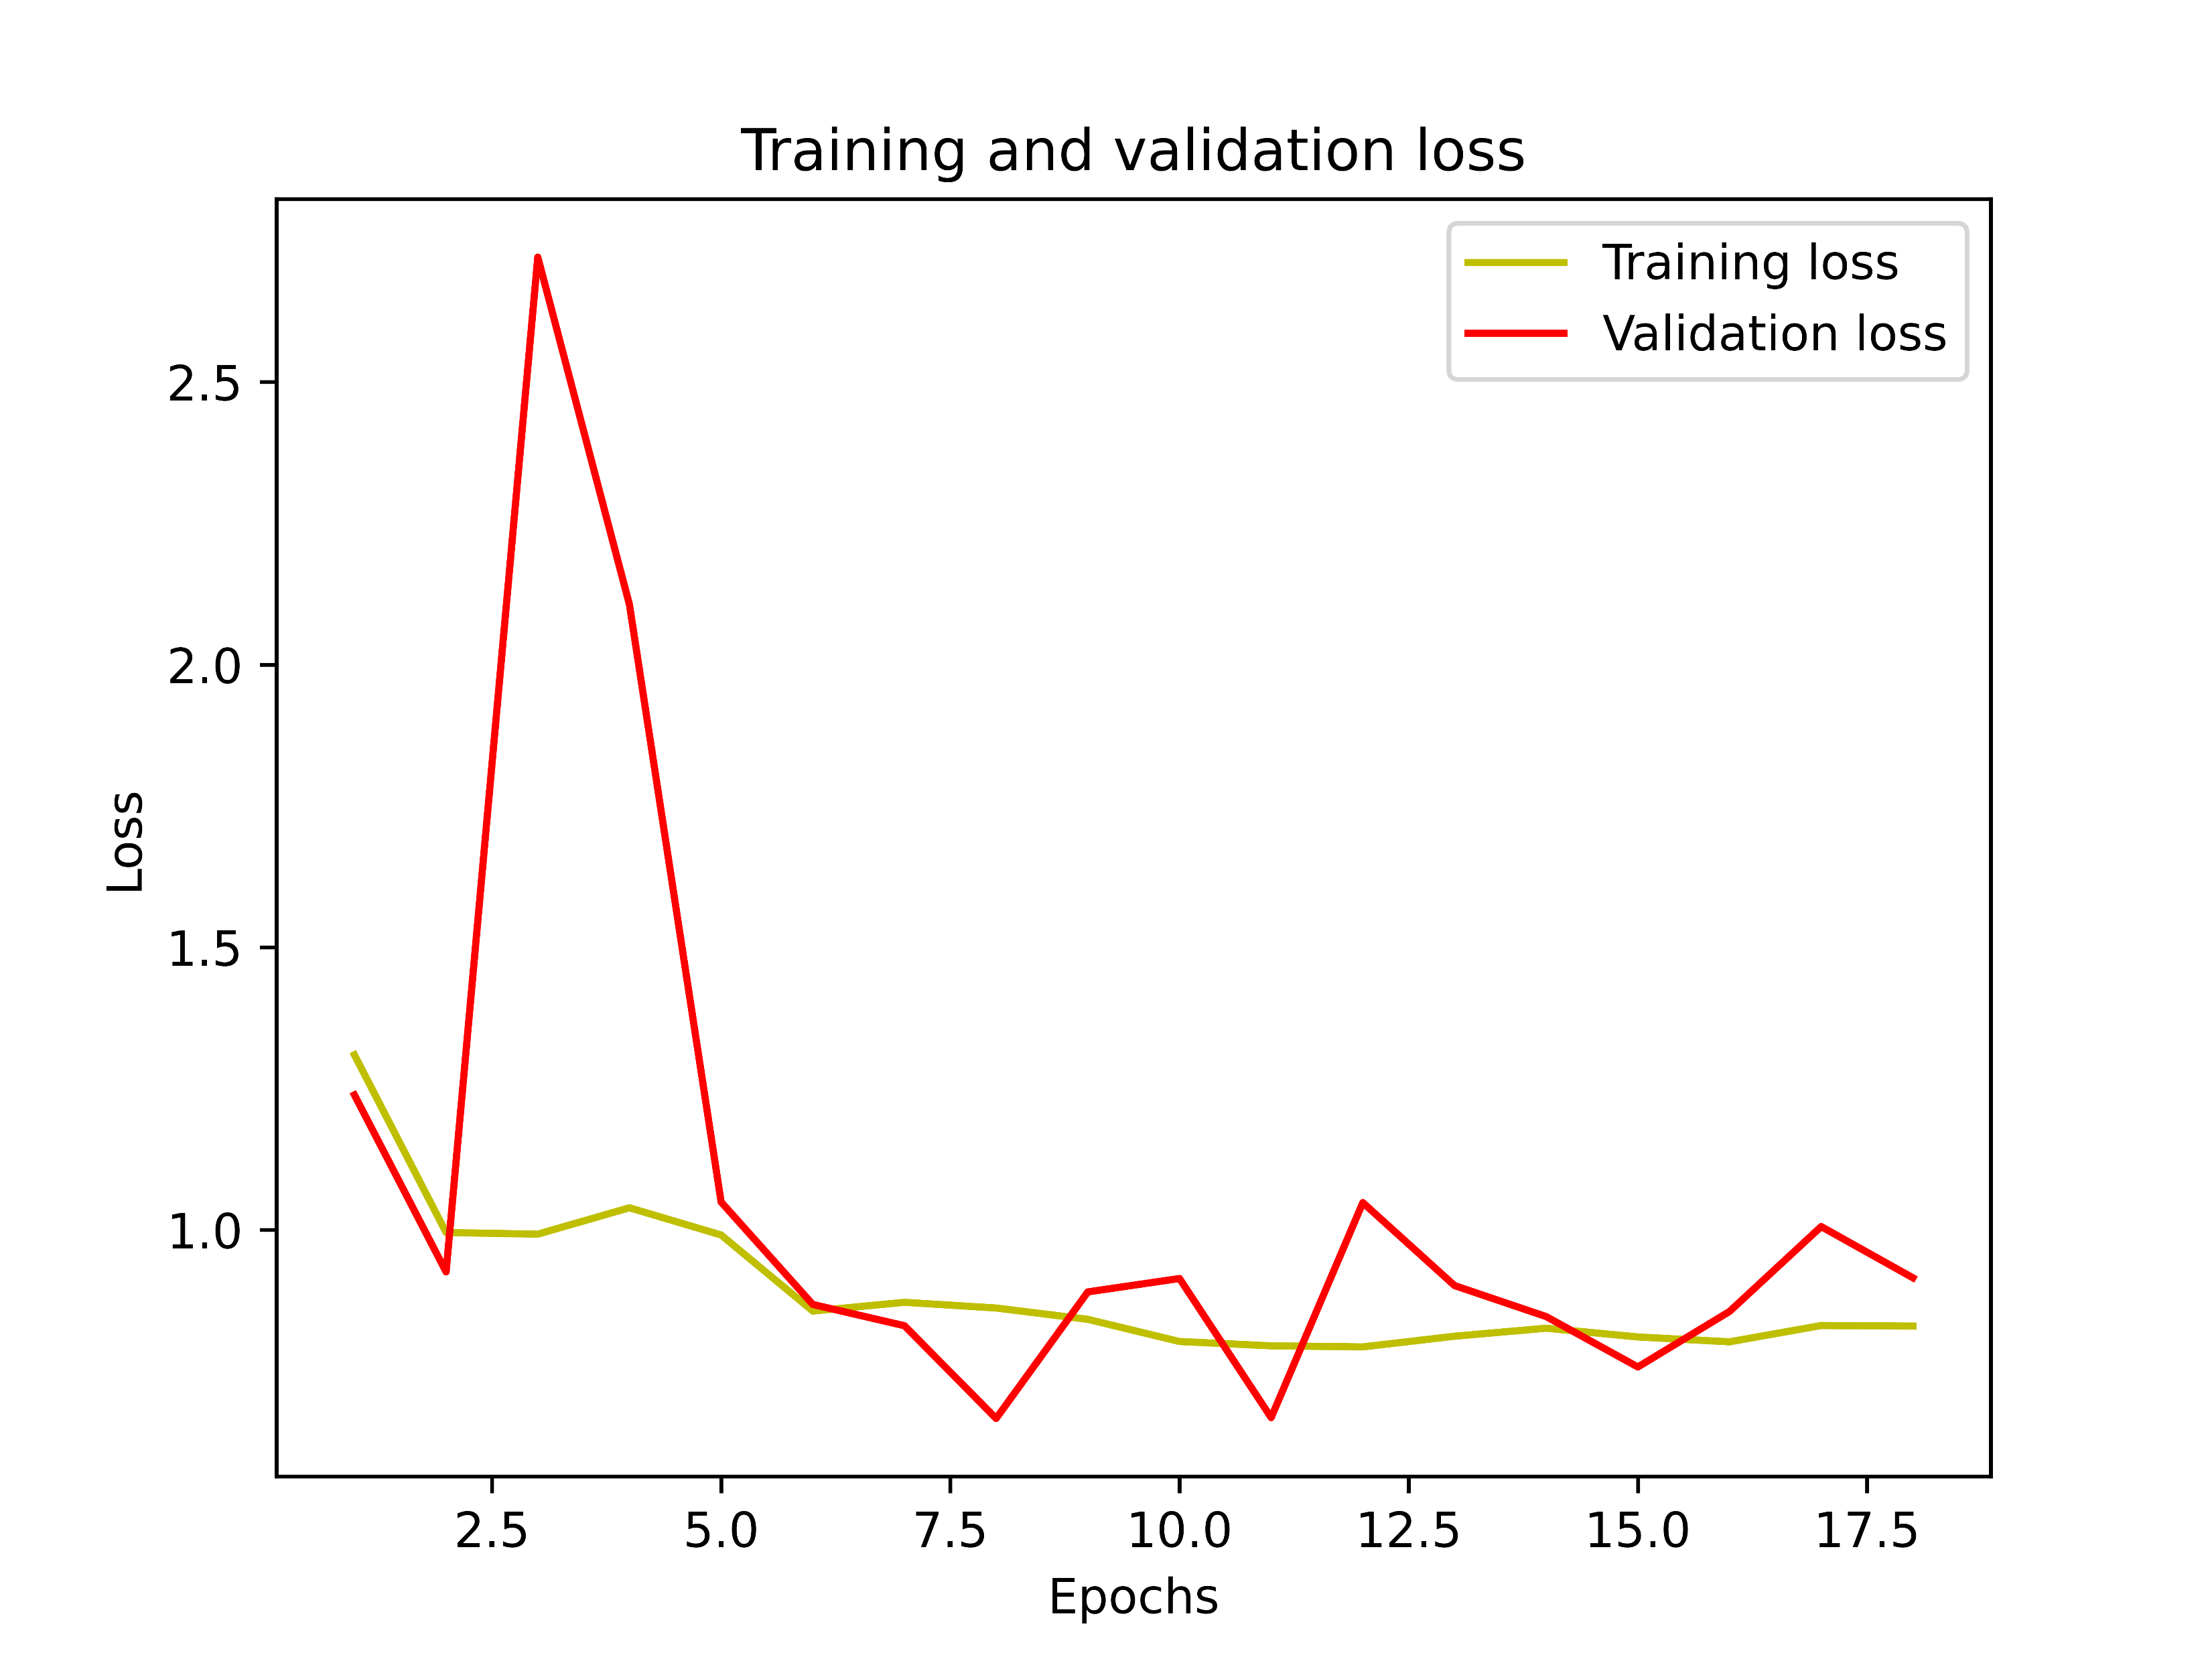 Training and validation loss
Training loss
Validation loss
2.5
2.0
1.5
1.0
Loss
2.5 5.0 7.5 10.0 12.5 15.0 17.5
Epochs